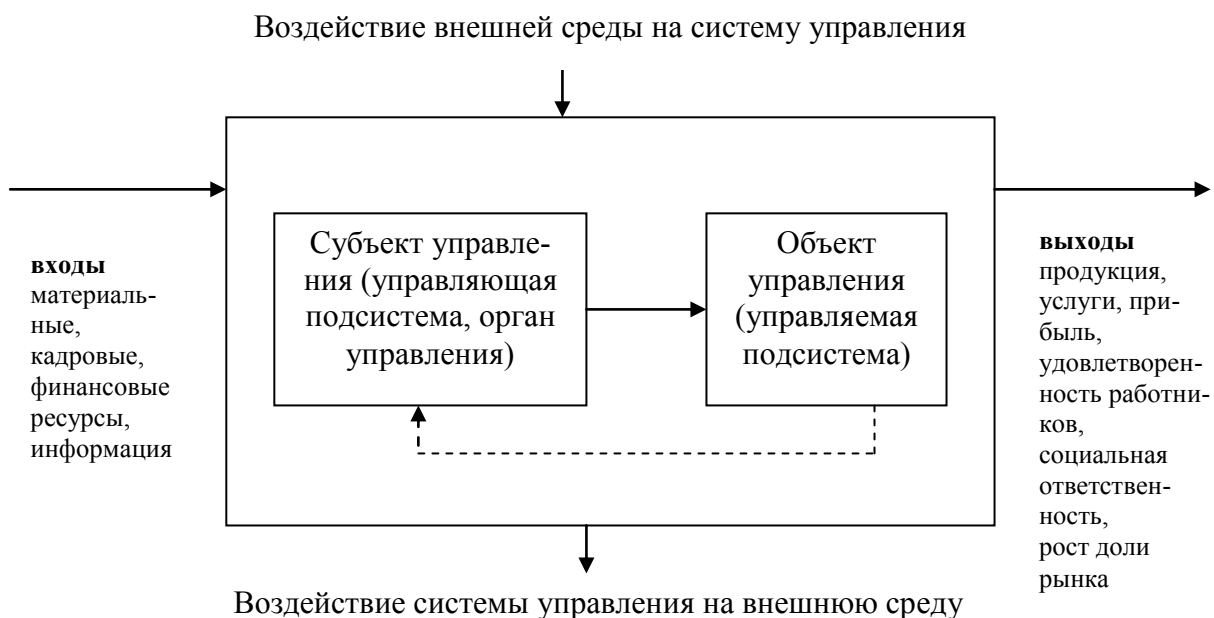 Воздействие внешней среды на систему управления
входы
материаль-
ные,
кадровые,
финансовые
ресурсы,
информация
Субъект управле-
ния (управляющая
подсистема, орган
управления)
Объект
управления
(управляемая
подсистема)
выходы
продукция,
услуги, при-
быль,
удовлетворен-
ность работни-
ков,
социальная
ответствен-
ность,
рост доли
рынка
Воздействие системы управления на внешнюю среду